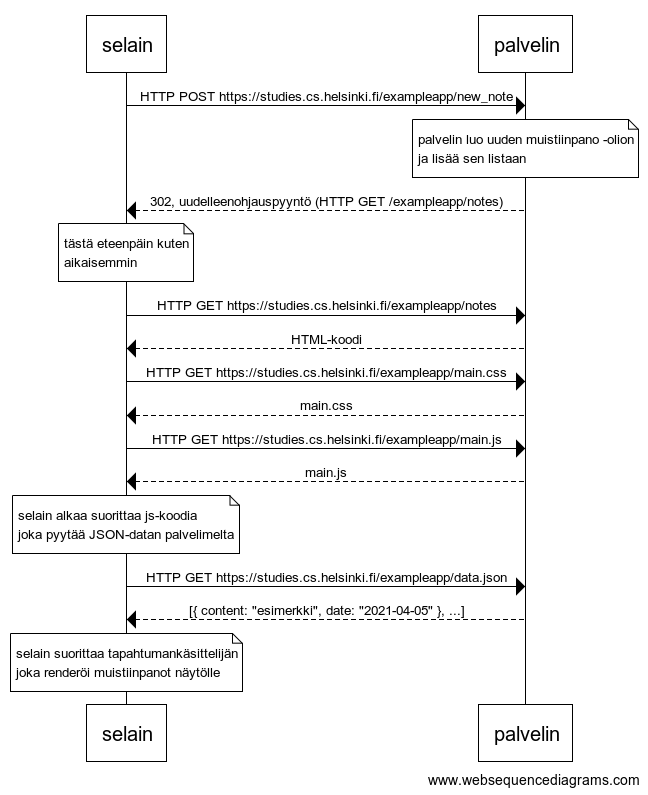 selain
palvelin
HTTP POST https://studies.cs.helsinki.fi/exampleapp/new_note
palvelin luo uuden muistiinpano -olion
ja lisää sen listaan
302, uudelleenohjauspyyntö (HTTP GET /exampleapp/notes)
tästä eteenpäin kuten
aikaisemmin
HTTP GET https://studies.cs.helsinki.fi/exampleapp/notes
HTML-koodi
HTTP GET https://studies.cs.helsinki.fi/exampleapp/main.css
main.css
HTTP GET https://studies.cs.helsinki.fi/exampleapp/main.js
main.js
selain alkaa suorittaa js-koodia
joka pyytää JSON-datan palvelimelta
HTTP GET https://studies.cs.helsinki.fi/exampleapp/data.json
[{ content: "esimerkki", date: "2021-04-05" }, ...]
selain suorittaa tapahtumankäsittelijän
joka renderöi muistiinpanot näytölle
selain
palvelin
www.websequencediagrams.com